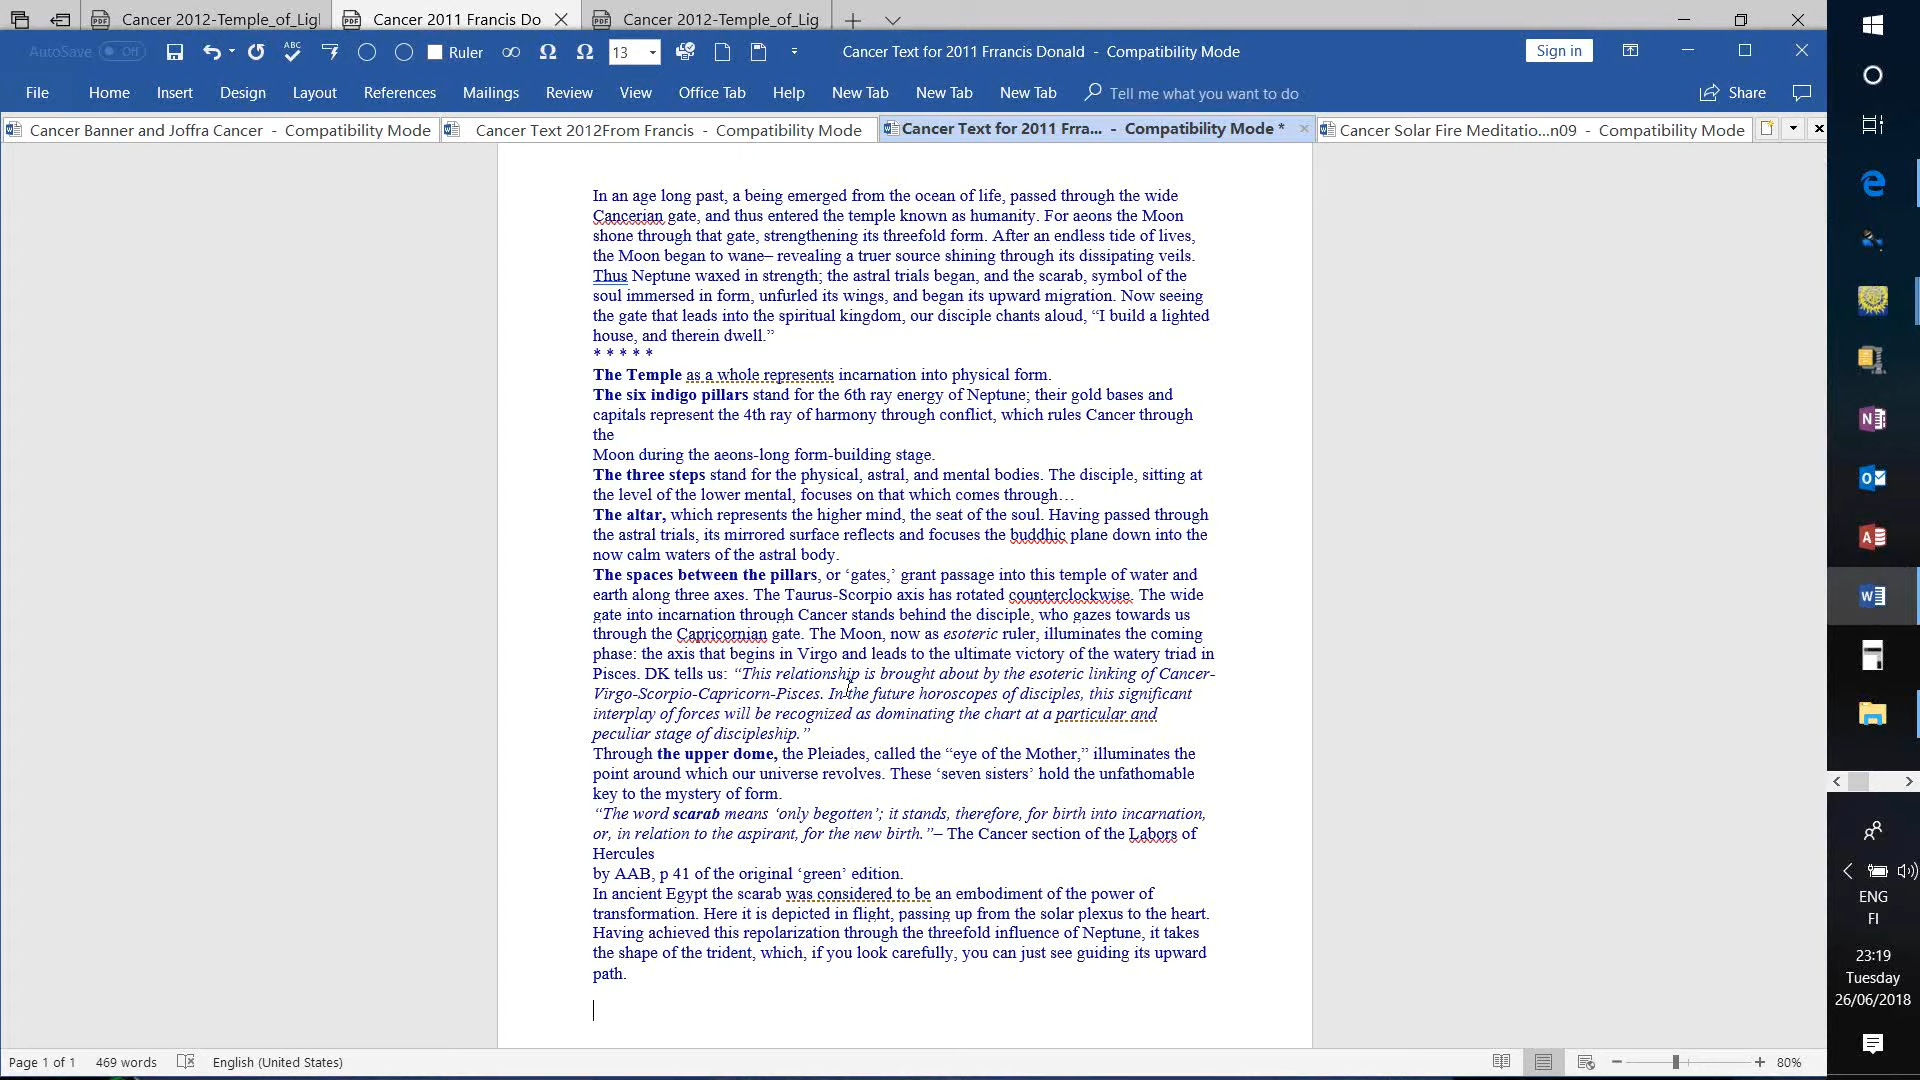 Cancer 2012-Temple_of_Lig
Cancer 2011 Francis Do
Cancer 2012-Temple_of_Lig
AutoSave Off
ABC
Ruler
13
Cancer Text for 2011 Frrancis Donald - Compatibility Mode
Sign in
File Home Insert Design Layout References Mailings Review View Office Tab Help New Tab New Tab New Tab Tell me what you want to do Share
Cancer Banner and Joffra Cancer - Compatibility Mode
Cancer Text 2012From Francis - Compatibility Mode
Cancer Text for 2011 Frra... - Compatibility Mode *
Cancer Solar Fire Meditatio...n09 - Compatibility Mode
In an age long past, a being emerged from the ocean of life, passed through the wide
Cancerian gate, and thus entered the temple known as humanity. For aeons the Moon
shone through that gate, strengthening its threefold form. After an endless tide of lives,
the Moon began to wane– revealing a truer source shining through its dissipating veils.
Thus Neptune waxed in strength; the astral trials began, and the scarab, symbol of the
soul immersed in form, unfurled its wings, and began its upward migration. Now seeing
the gate that leads into the spiritual kingdom, our disciple chants aloud, “I build a lighted
house, and therein dwell.”
* * * * *
The Temple as a whole represents incarnation into physical form.
The six indigo pillars stand for the 6th ray energy of Neptune; their gold bases and
capitals represent the 4th ray of harmony through conflict, which rules Cancer through
the
Moon during the aeons-long form-building stage.
The three steps stand for the physical, astral, and mental bodies. The disciple, sitting at
the level of the lower mental, focuses on that which comes through…
The altar, which represents the higher mind, the seat of the soul. Having passed through
the astral trials, its mirrored surface reflects and focuses the buddhic plane down into the
now calm waters of the astral body.
The spaces between the pillars, or ‘gates,’ grant passage into this temple of water and
earth along three axes. The Taurus-Scorpio axis has rotated counterclockwise. The wide
gate into incarnation through Cancer stands behind the disciple, who gazes towards us
through the Capricornian gate. The Moon, now as esoteric ruler, illuminates the coming
phase: the axis that begins in Virgo and leads to the ultimate victory of the watery triad in
Pisces. DK tells us: “This relationship is brought about by the esoteric linking of Cancer-
Virgo-Scorpio-Capricorn-Pisces. In the future horoscopes of disciples, this significant
interplay of forces will be recognized as dominating the chart at a particular and
peculiar stage of discipleship.”
Through the upper dome, the Pleiades, called the “eye of the Mother,” illuminates the
point around which our universe revolves. These ‘seven sisters’ hold the unfathomable
key to the mystery of form.
“The word scarab means ‘only begotten’; it stands, therefore, for birth into incarnation,
or, in relation to the aspirant, for the new birth.”– The Cancer section of the Labors of
Hercules
by AAB, p 41 of the original ‘green’ edition.
In ancient Egypt the scarab was considered to be an embodiment of the power of
transformation. Here it is depicted in flight, passing up from the solar plexus to the heart.
Having achieved this repolarization through the threefold influence of Neptune, it takes
the shape of the trident, which, if you look carefully, you can just see guiding its upward
path.
Page 1 of 1 469 words English (United States) 80%
ENG
FI
23:19
Tuesday
26/06/2018